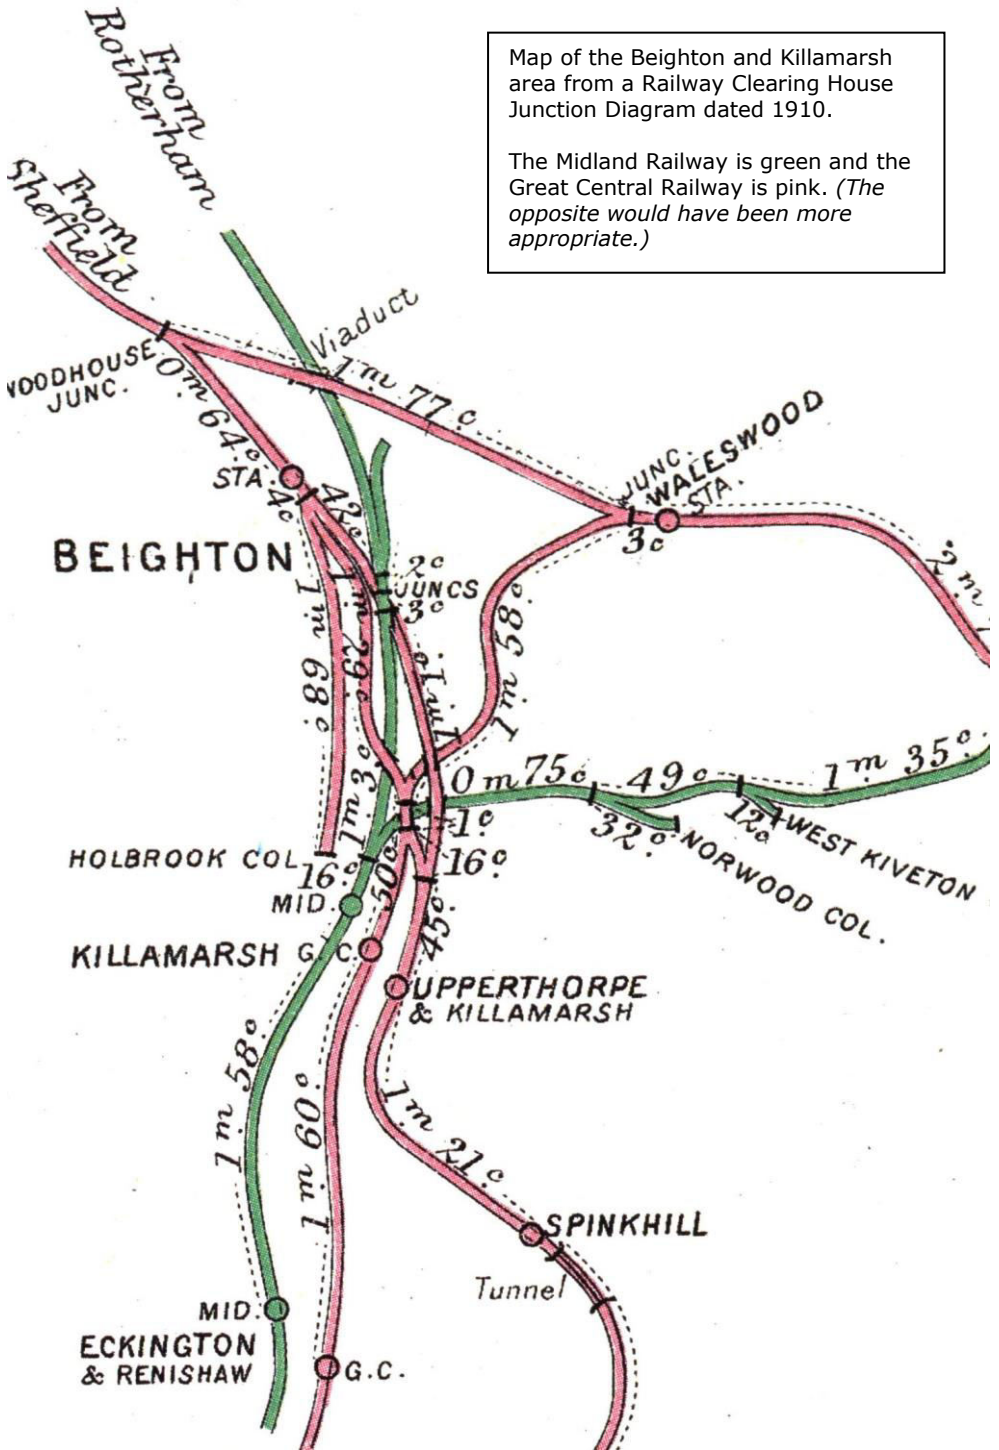 Map of the Beighton and Killamarsh
area from a Railway Clearing House
Junction Diagram dated 1910.
The Midland Railway is green and the
Great Central Railway is pink. (The
opposite would have been more
appropriate.)
From
Rotherham
From
Sheffield
Viaduct
WOODHOUSE
JUNC.
0m 64c
1m 77c
JUNC.
WALESWOOD
STA.
3c
2m
STA.
4c
42c
BEIGHTON
2c
JUNCS
3c
1m 68c
1m 29c
1m 1c
1m 58c
1m 3c
0m 75c
49c
1m 35c
1c
32c
12c
NORWOOD COL.
WEST KIVETON
HOLBROOK COL
16c
50c
16c
MID.
45c
KILLAMARSH G.C.
UPPERTHORPE
& KILLAMARSH
1m 58c
1m 60c
1m 21c
SPINKHILL
Tunnel
MID.
ECKINGTON
& RENISHAW
G.C.